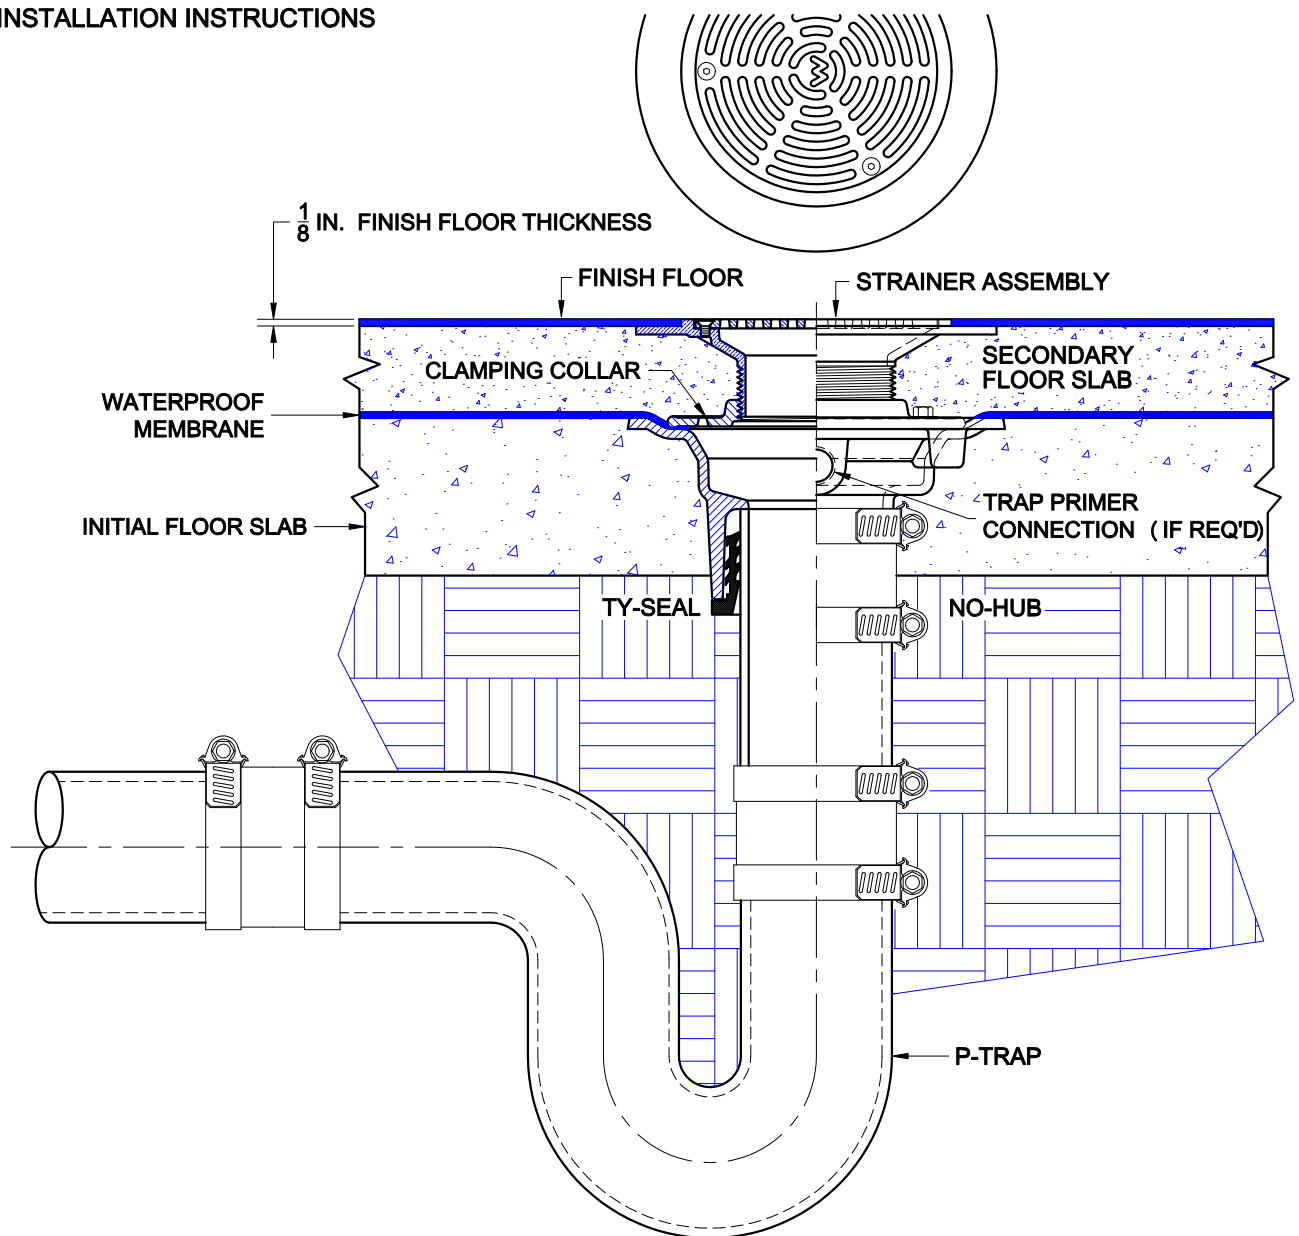 INSTALLATION INSTRUCTIONS
1/8 IN. FINISH FLOOR THICKNESS
FINISH FLOOR
STRAINER ASSEMBLY
CLAMPING COLLAR
SECONDARY
FLOOR SLAB
WATERPROOF
MEMBRANE
INITIAL FLOOR SLAB
TRAP PRIMER
CONNECTION ( IF REQ'D)
TY-SEAL
NO-HUB
P-TRAP